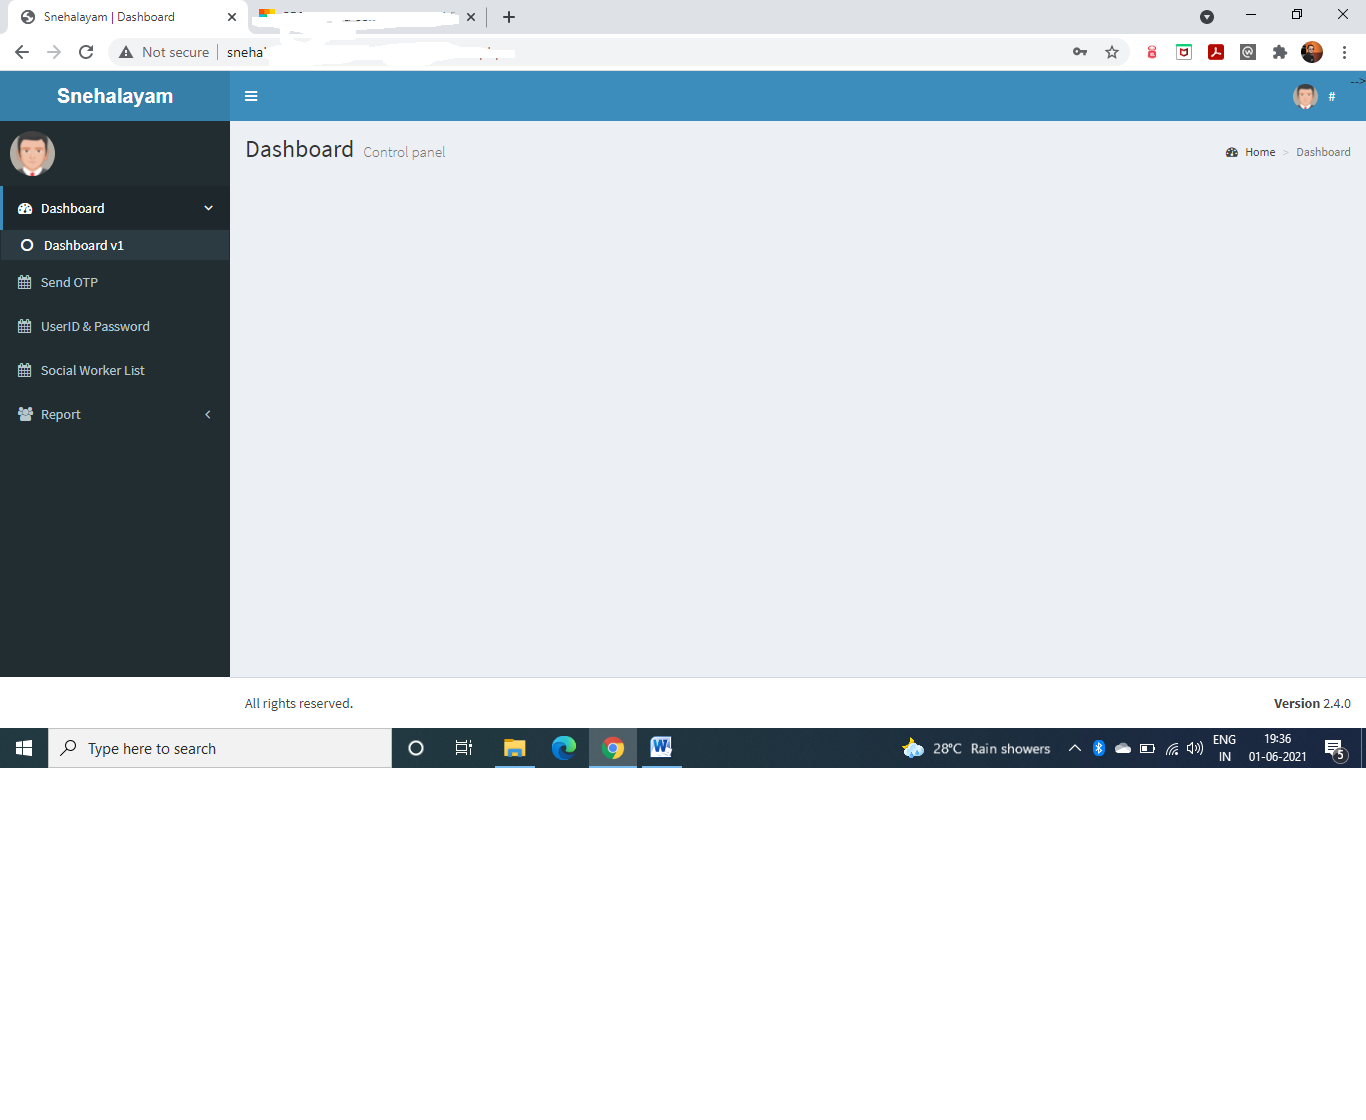 Snehalayam | Dashboard
Not secure
sneha
Snehalayam
-->
#
Dashboard Control panel
Home > Dashboard
Dashboard
Dashboard v1
Send OTP
UserID & Password
Social Worker List
Report
All rights reserved.
Version 2.4.0
Type here to search
28°C Rain showers
ENG
IN
19:36
01-06-2021
5